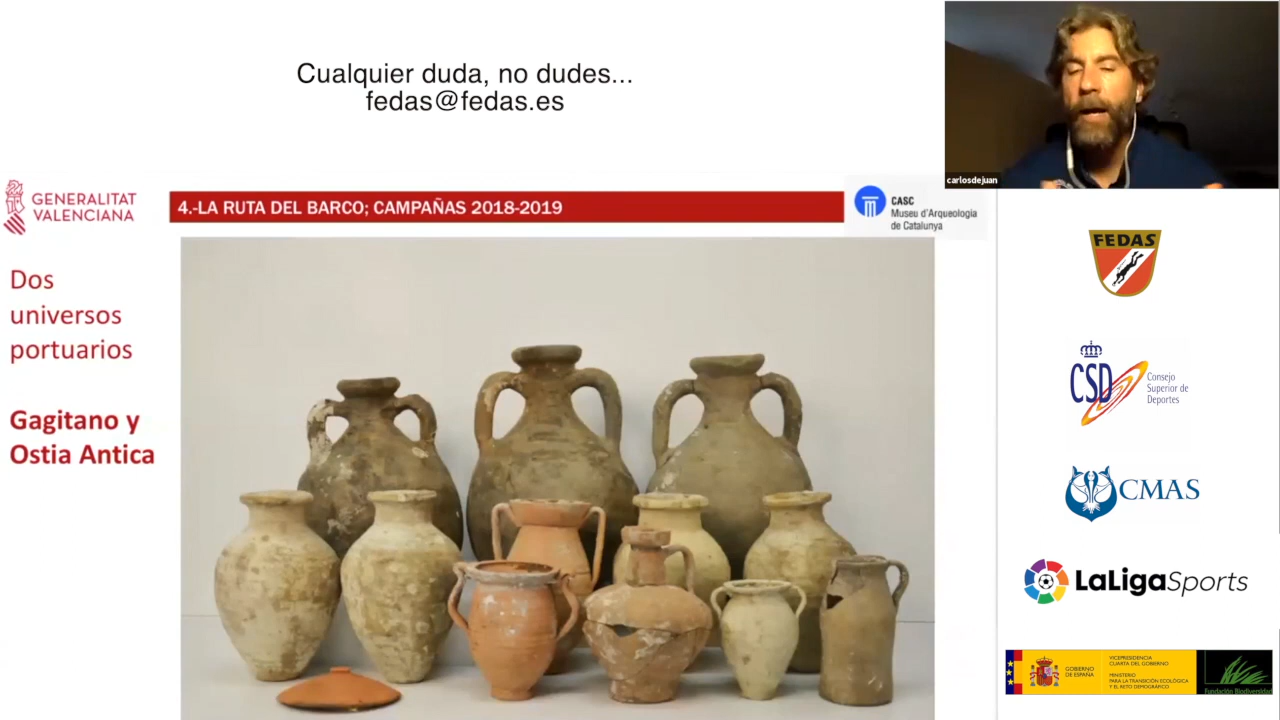 Cualquier duda, no dudes...
fedas@fedas.es
carlosdejuan
GENERALITAT
VALENCIANA
4.-LA RUTA DEL BARCO; CAMPAÑAS 2018-2019
CASC
Museu d'Arqueologia
de Catalunya
Dos
universos
portuarios
Gagitano y
Ostia Antica
FEDAS
CSD
Consejo
Superior de
Deportes
CMAS
LaLigaSports
GOBIERNO
DE ESPAÑA
VICEPRESIDENCIA
CUARTA DEL GOBIERNO
MINISTERIO
PARA LA TRANSICIÓN ECOLÓGICA
Y EL RETO DEMOGRÁFICO
Fundación Biodiversidad